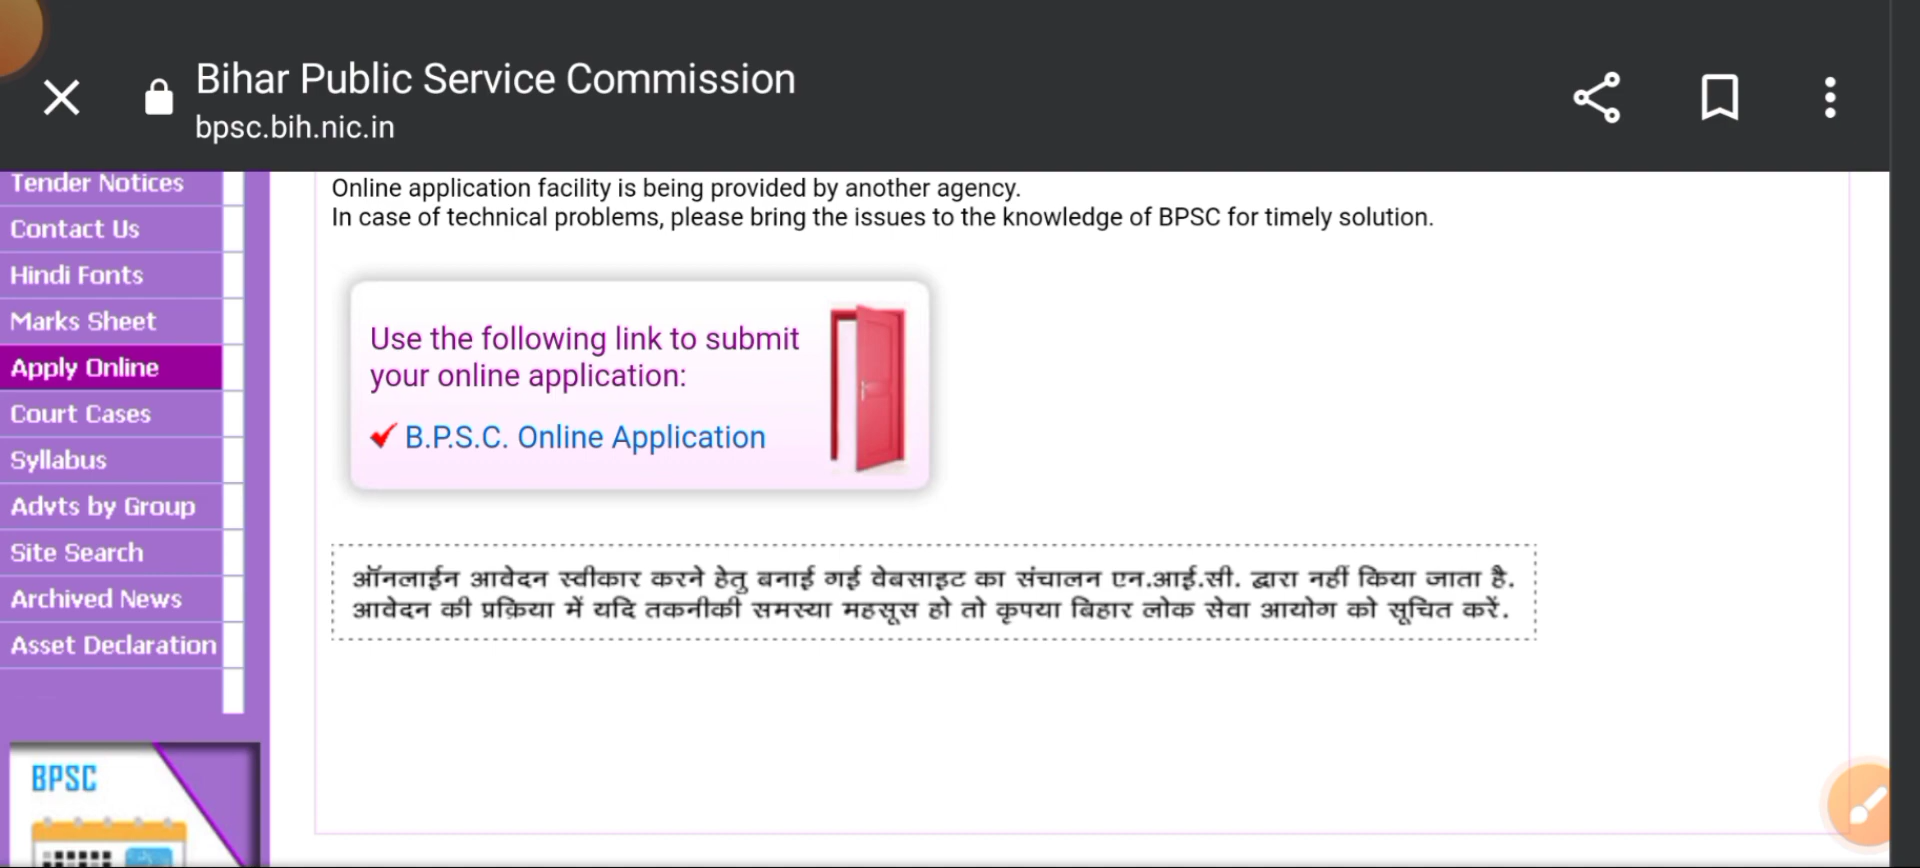 Bihar Public Service Commission
bpsc.bih.nic.in
Tender Notices
Contact Us
Hindi Fonts
Marks Sheet
Apply Online
Court Cases
Syllabus
Advts by Group
Site Search
Archived News
Asset Declaration
BPSC
Online application facility is being provided by another agency.
In case of technical problems, please bring the issues to the knowledge of BPSC for timely solution.
Use the following link to submit
your online application:
B.P.S.C. Online Application
ऑनलाईन आवेदन स्वीकार करने हेतु बनाई गई वेबसाइट का संचालन एन.आई.सी. द्वारा नहीं किया जाता है.
आवेदन की प्रक्रिया में यदि तकनीकी समस्या महसूस हो तो कृपया बिहार लोक सेवा आयोग को सूचित करें.